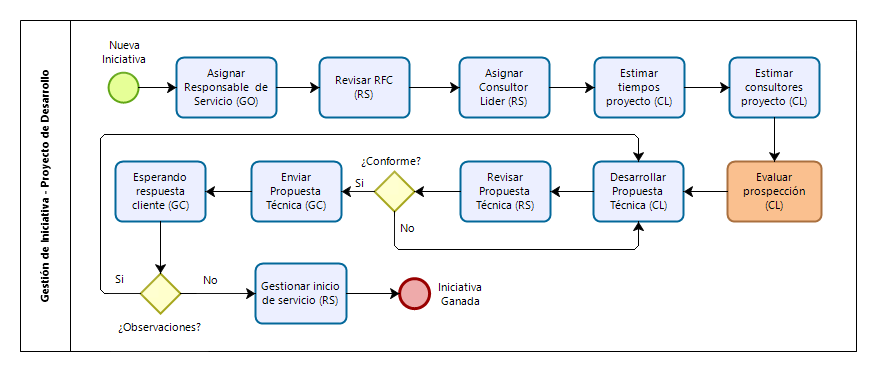 Gestión de Iniciativa - Proyecto de Desarrollo
Nueva
Iniciativa
Asignar
Responsable de
Servicio (GO)
Revisar RFC
(RS)
Asignar
Consultor
Lider (RS)
Estimar
tiempos
proyecto (CL)
Estimar
consultores
proyecto (CL)
Evaluar
prospección
(CL)
Desarrollar
Propuesta
Técnica (CL)
Revisar
Propuesta
Técnica (RS)
¿Conforme?
Si
No
Enviar
Propuesta
Técnica (GC)
Esperando
respuesta
cliente (GC)
Si
No
¿Observaciones?
Gestionar inicio
de servicio (RS)
Iniciativa
Ganada